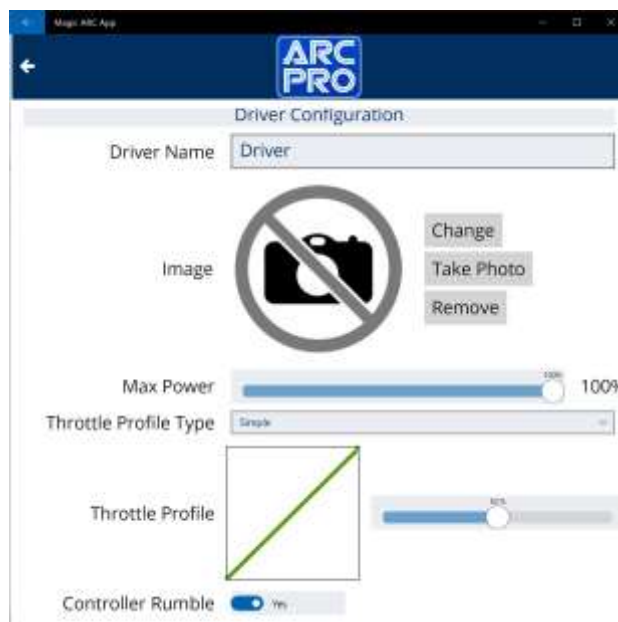 Magic ARC App
ARC
PRO
Driver Configuration
Driver Name
Driver
Image
Change
Take Photo
Remove
100%
Max Power
100%
Throttle Profile Type
Simple
Throttle Profile
Controller Rumble
Yes